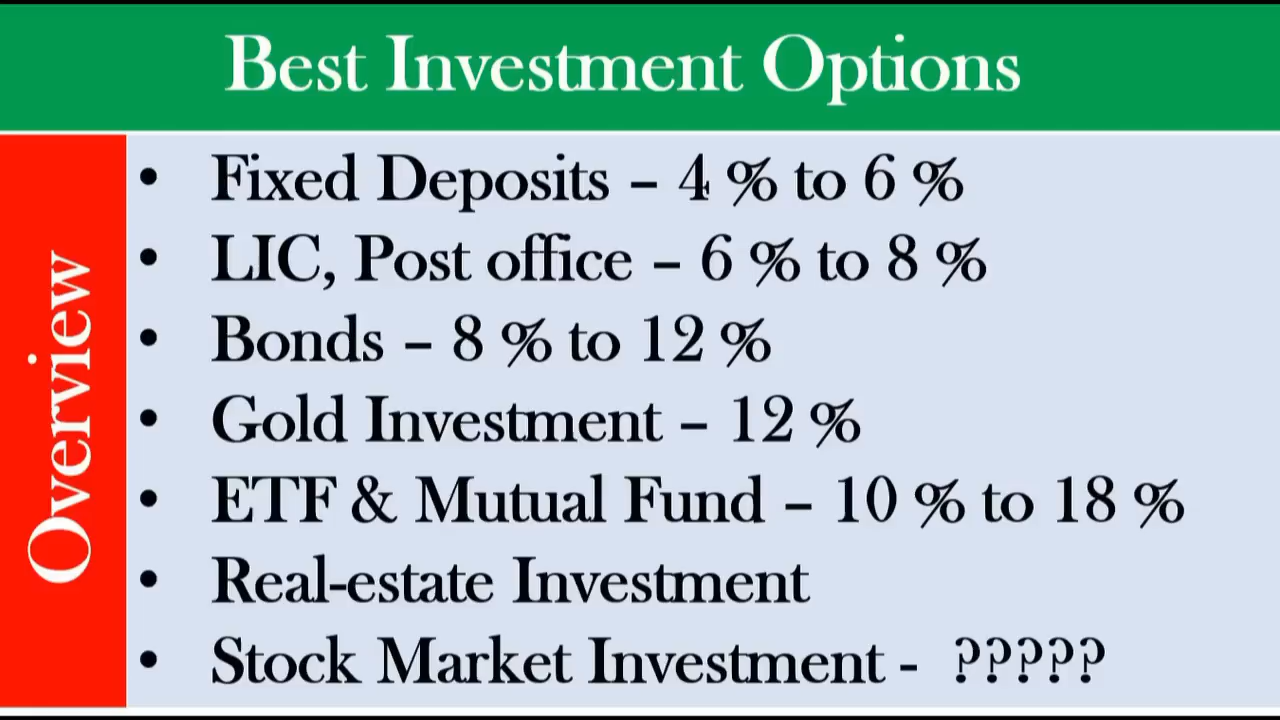 Best Investment Options
Overview
• Fixed Deposits – 4 % to 6 %
• LIC, Post office – 6 % to 8 %
• Bonds – 8 % to 12 %
• Gold Investment – 12 %
• ETF & Mutual Fund – 10 % to 18 %
• Real-estate Investment
• Stock Market Investment - ?????